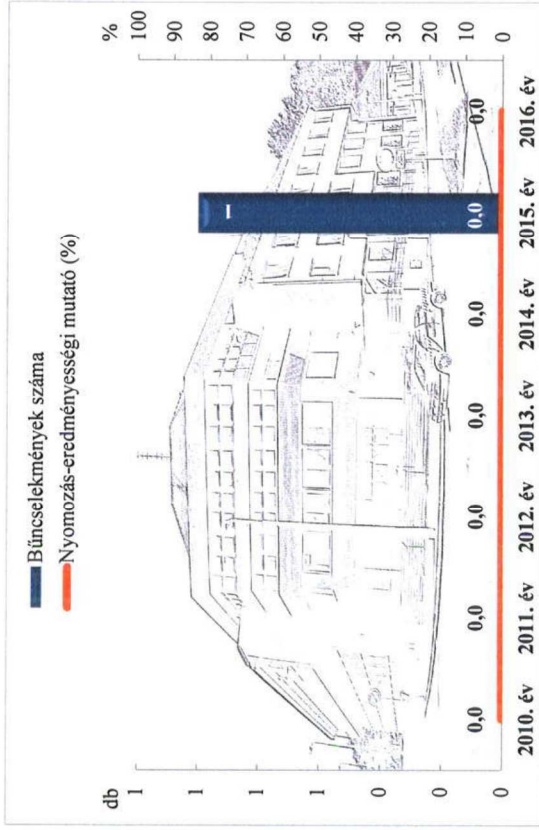 Bűncselekmények száma
Nyomozás-eredményességi mutató (%)
db
%
1
1
1
1
0
0
0
100
90
80
70
60
50
40
30
20
10
0
1
0,0
0,0
0,0
0,0
0,0
0,0
0,0
2010. év
2011. év
2012. év
2013. év
2014. év
2015. év
2016. év